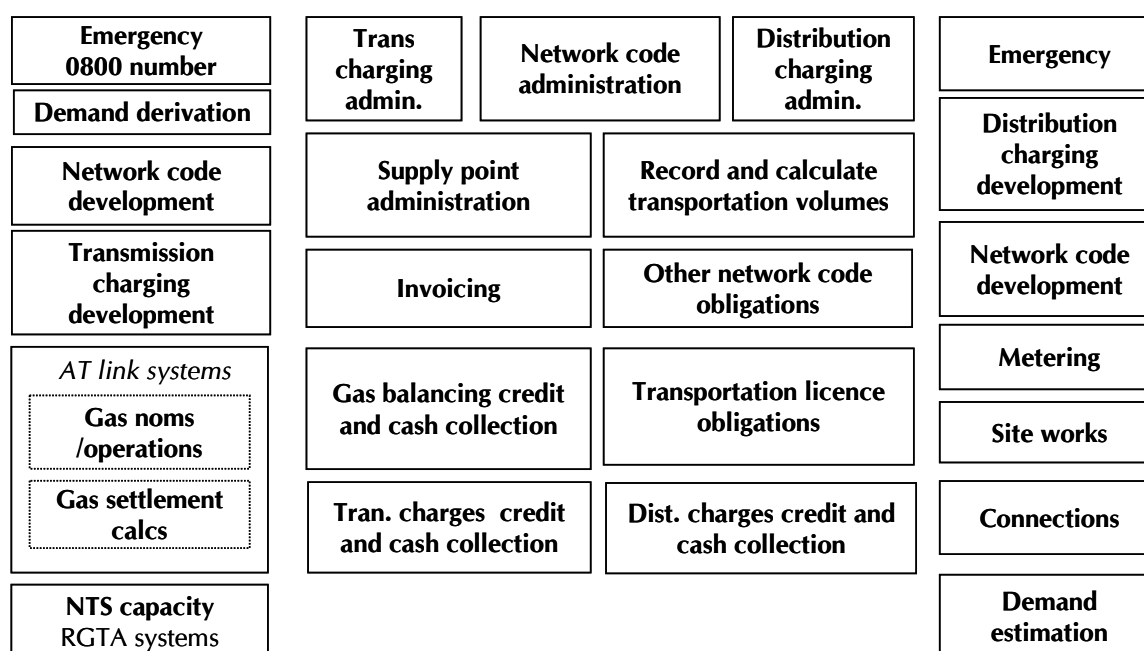 Emergency
0800 number
Demand derivation
Network code
development
Transmission
charging
development
AT link systems
Gas noms
/operations
Gas settlement
calcs
NTS capacity
RGTA systems
Trans
charging
admin.
Network code
administration
Distribution
charging
admin.
Supply point
administration
Record and calculate
transportation volumes
Invoicing
Other network code
obligations
Gas balancing credit
and cash collection
Transportation licence
obligations
Tran. charges  credit
and cash collection
Dist. charges credit and
cash collection
Emergency
Distribution
charging
development
Network code
development
Metering
Site works
Connections
Demand
estimation